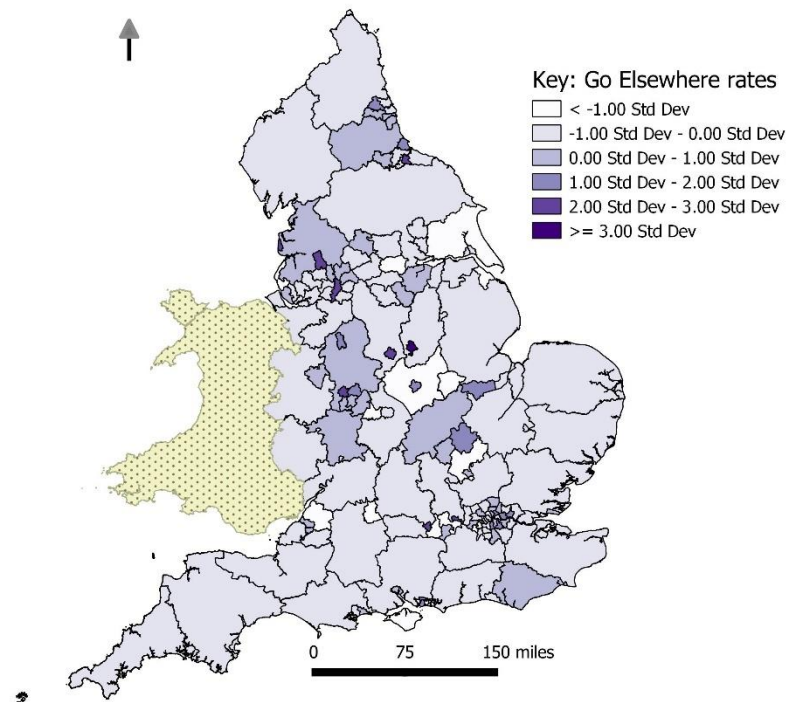 Key: Go Elsewhere rates
< -1.00 Std Dev
-1.00 Std Dev - 0.00 Std Dev
0.00 Std Dev - 1.00 Std Dev
1.00 Std Dev - 2.00 Std Dev
2.00 Std Dev - 3.00 Std Dev
>= 3.00 Std Dev
0 75 150 miles